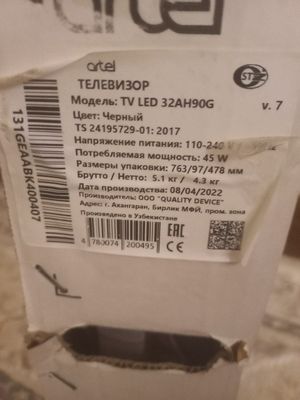 artel
artel
ТЕЛЕВИЗОР
Модель: TV LED 32AH90G
v. 7
Цвет: Черный
TS 24195729-01: 2017
Напряжение питания: 110-240 V
Потребляемая мощность: 45 W
Размеры упаковки: 763/97/478 мм
Брутто / Нетто: 5.1 кг / 4.3 кг
Дата производства: 08/04/2022
Производитель: ООО "QUALITY DEVICE"
Адрес: г. Ахангаран, Бирлик МФЙ, пром. зона
Произведено в Узбекистане
4 780074 200495
EAC
131GEAABK400407